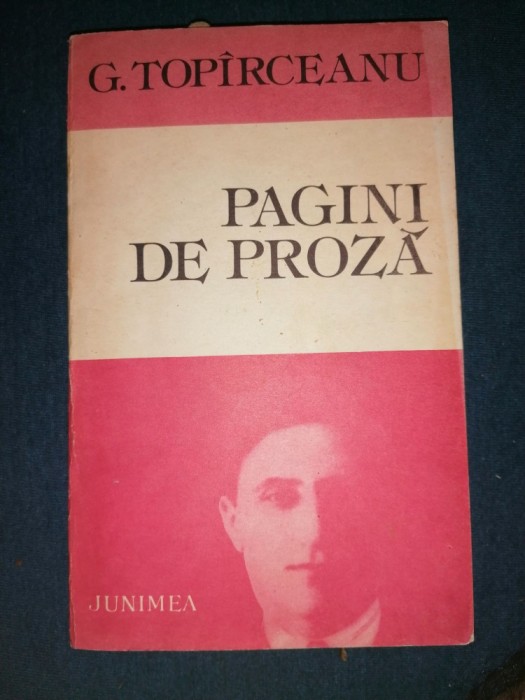 G. TOPÎRCEANU
PAGINI
DE PROZĂ
JUNIMEA